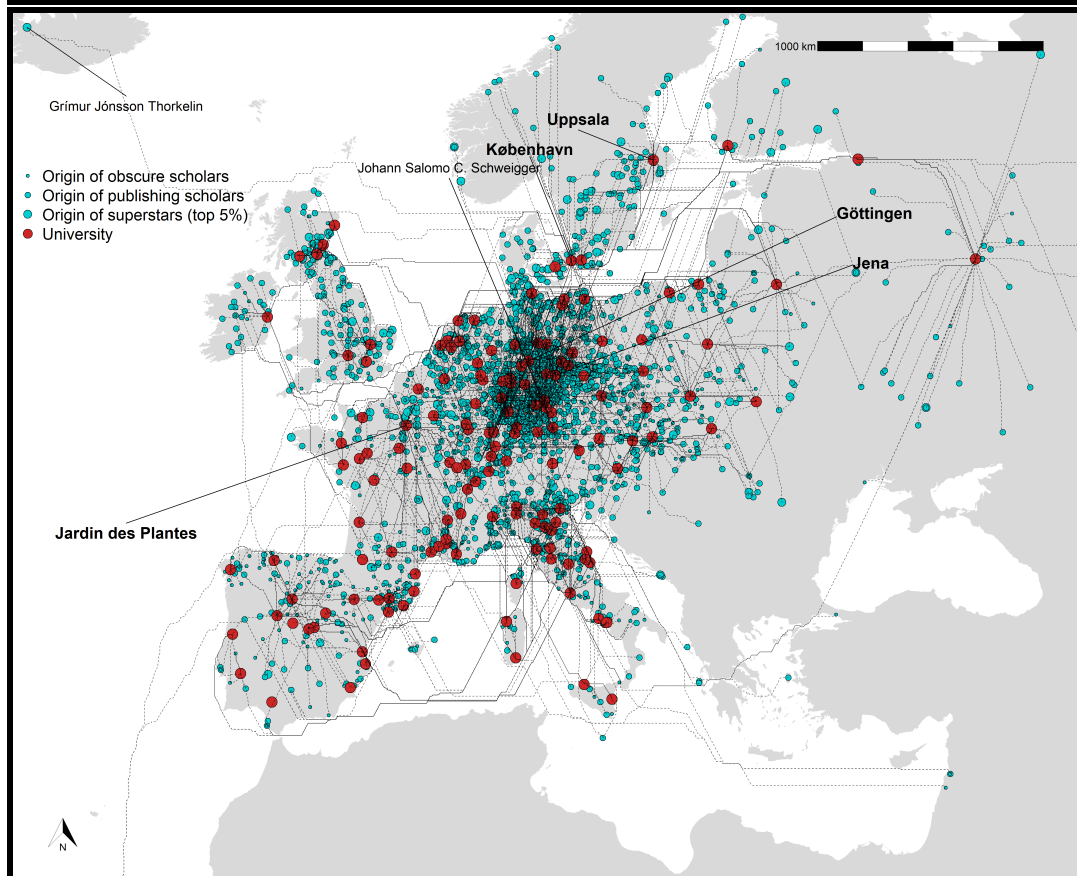 1000 km
Grímur Jónsson Thorkelin
Uppsala
København
Johann Salomo C. Schweigger
Origin of obscure scholars
Origin of publishing scholars
Origin of superstars (top 5%)
University
Göttingen
Jena
Jardin des Plantes
N